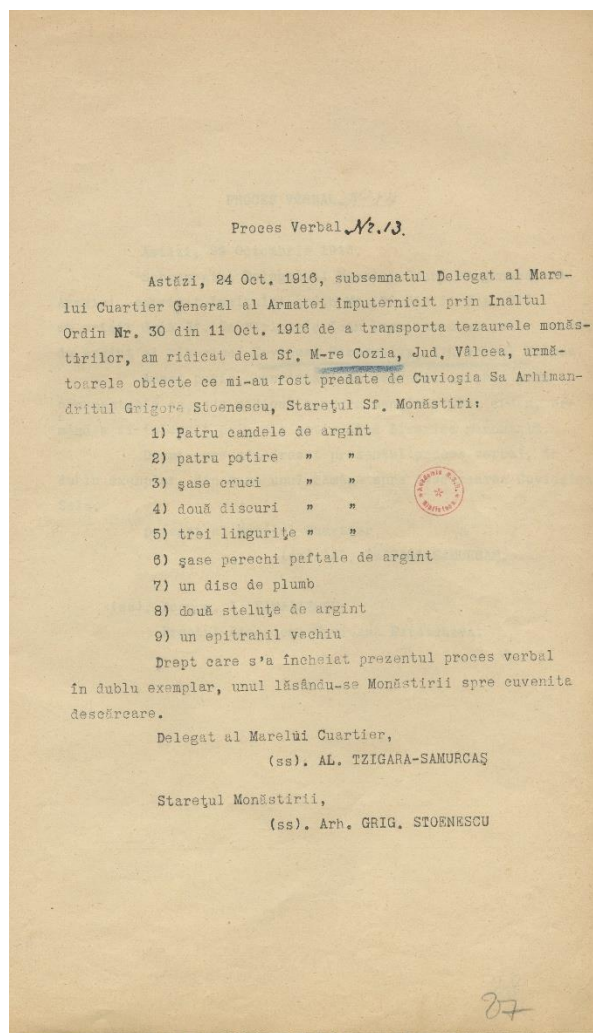 Proces Verbal Nr. 13.
Astăzi, 24 Oct. 1916, subsemnatul Delegat al Mare-
lui Cuartier General al Armatei împuternicit prin Inaltul
Ordin Nr. 30 din 11 Oct. 1916 de a transporta tezaurele monăs-
tirilor, am ridicat dela Sf. M-re Cozia, Jud. Vâlcea, urmă-
toarele obiecte ce mi-au fost predate de Cuvioşia Sa Arhiman-
dritul Grigore Stoenescu, Stareţul Sf. Monăstiri:
1) Patru candele de argint
2) patru potire " "
3) şase cruci " "
4) două discuri " "
5) trei linguriţe " "
6) şase perechi paftale de argint
7) un disc de plumb
8) două steluţe de argint
9) un epitrahil vechiu
Drept care s'a încheiat prezentul proces verbal
în dublu exemplar, unul lăsându-se Monăstirii spre cuvenita
descărcare.
Delegat al Marelui Cuartier,
(ss). AL. TZIGARA-SAMURCAŞ
Stareţul Monăstirii,
(ss). Arh. GRIG. STOENESCU
87